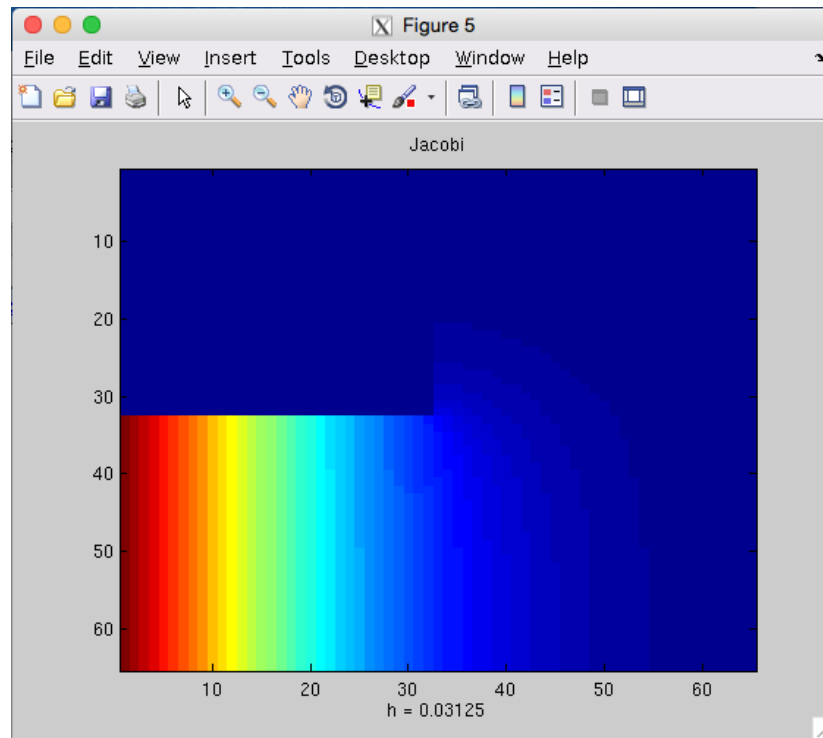 Figure 5
File Edit View Insert Tools Desktop Window Help
Jacobi
10
20
30
40
50
60
10 20 30 40 50 60
h = 0.03125